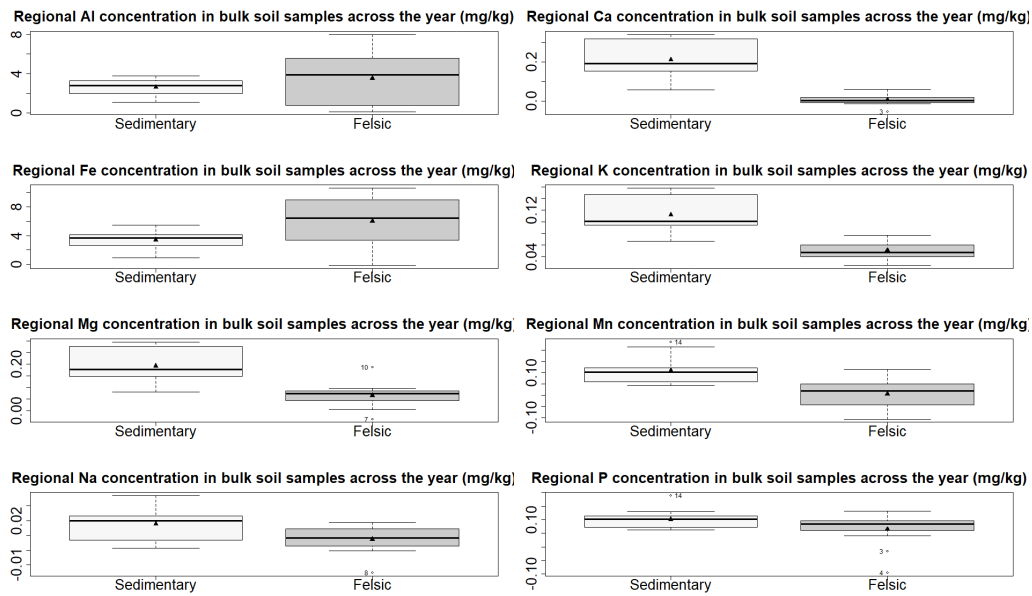 Regional Al concentration in bulk soil samples across the year (mg/kg)
8
4
0
Sedimentary Felsic
Regional Ca concentration in bulk soil samples across the year (mg/kg)
0.2
0.0
3
Sedimentary Felsic
Regional Fe concentration in bulk soil samples across the year (mg/kg)
8
4
0
Sedimentary Felsic
Regional K concentration in bulk soil samples across the year (mg/kg)
0.12
0.04
Sedimentary Felsic
Regional Mg concentration in bulk soil samples across the year (mg/kg)
0.20
0.00
10
7
Sedimentary Felsic
Regional Mn concentration in bulk soil samples across the year (mg/kg)
14
0.10
-0.10
Sedimentary Felsic
Regional Na concentration in bulk soil samples across the year (mg/kg)
0.02
-0.01
8
Sedimentary Felsic
Regional P concentration in bulk soil samples across the year (mg/kg)
14
0.10
-0.10
3
4
Sedimentary Felsic